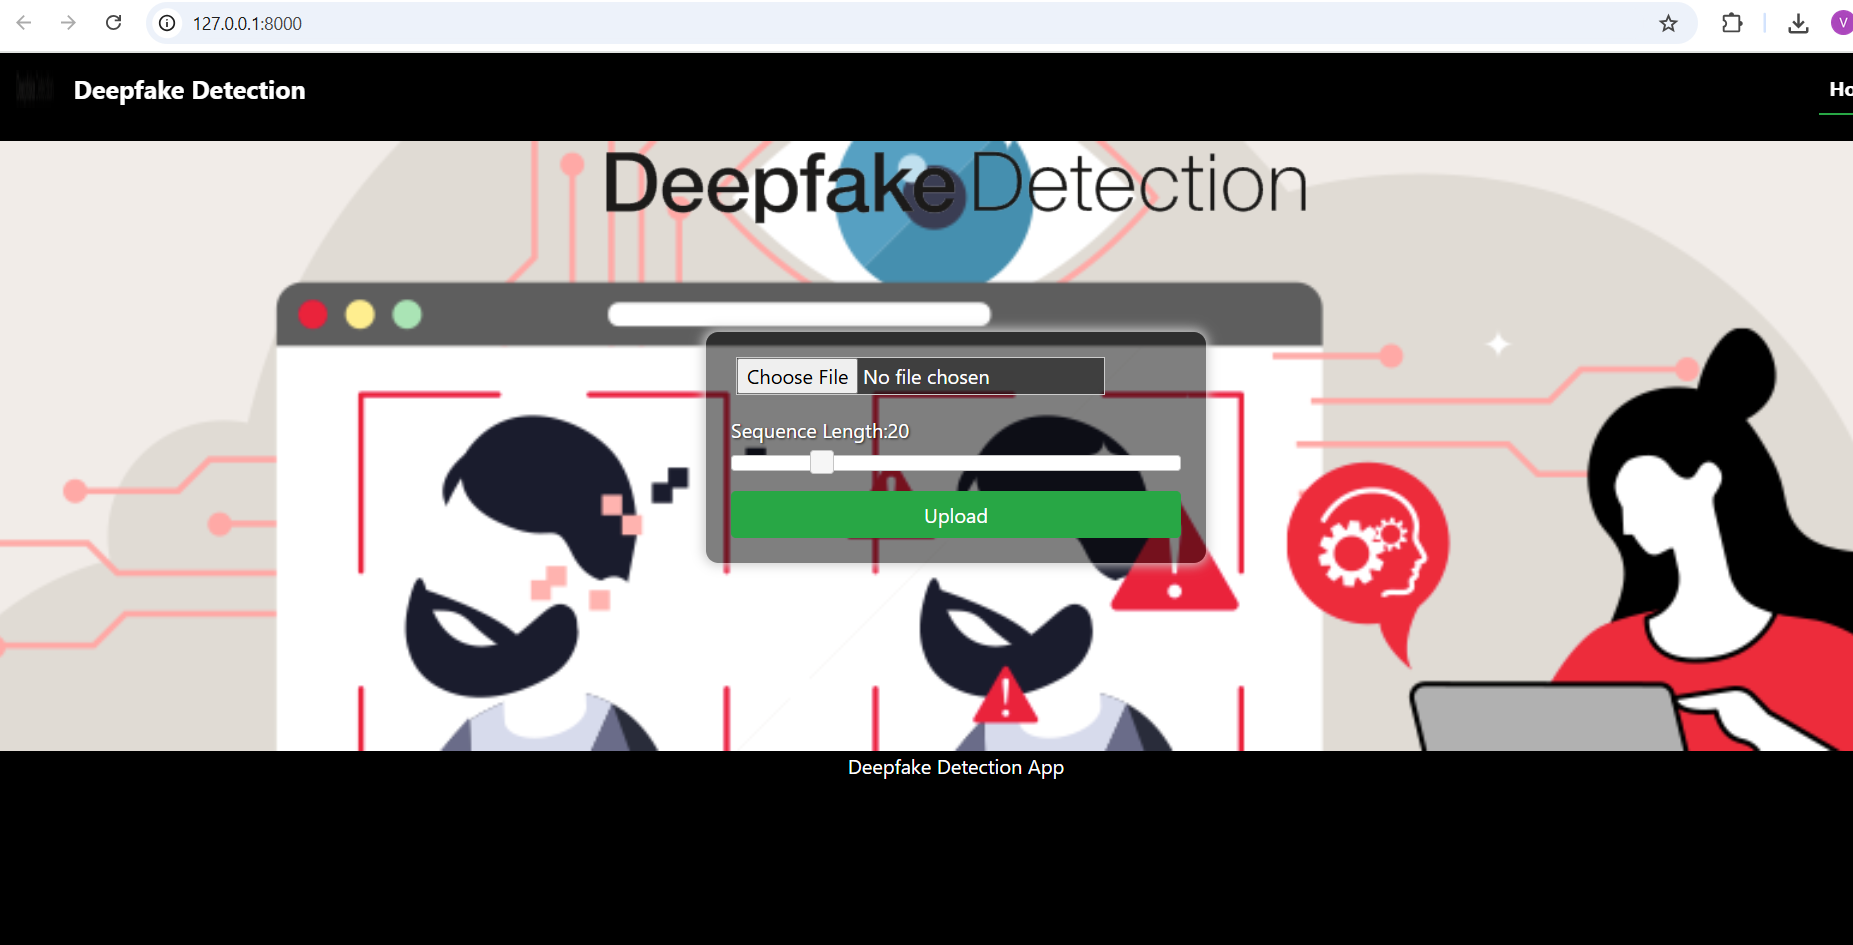 127.0.0.1:8000
V
Deepfake Detection
Ho
Deepfake Detection
Choose File No file chosen
Sequence Length:20
Upload
Deepfake Detection App